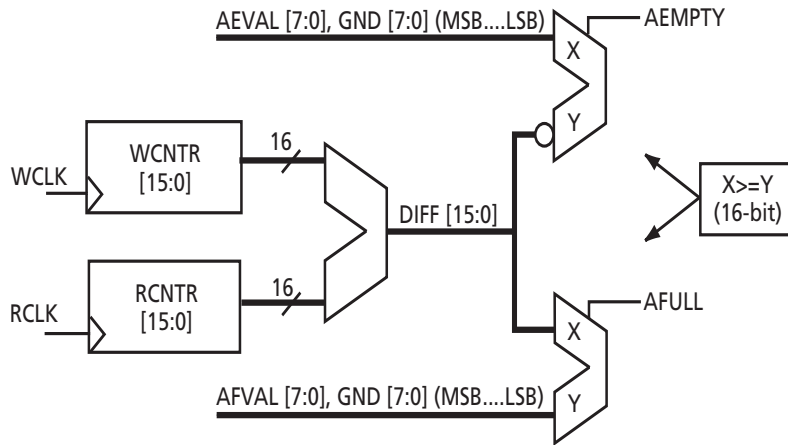 AEVAL [7:0], GND [7:0] (MSB....LSB)
AEMPTY
X
Y
WCLK
WCNTR
[15:0]
16
DIFF [15:0]
X>=Y
(16-bit)
RCLK
RCNTR
[15:0]
16
AFULL
X
AFVAL [7:0], GND [7:0] (MSB....LSB)
Y